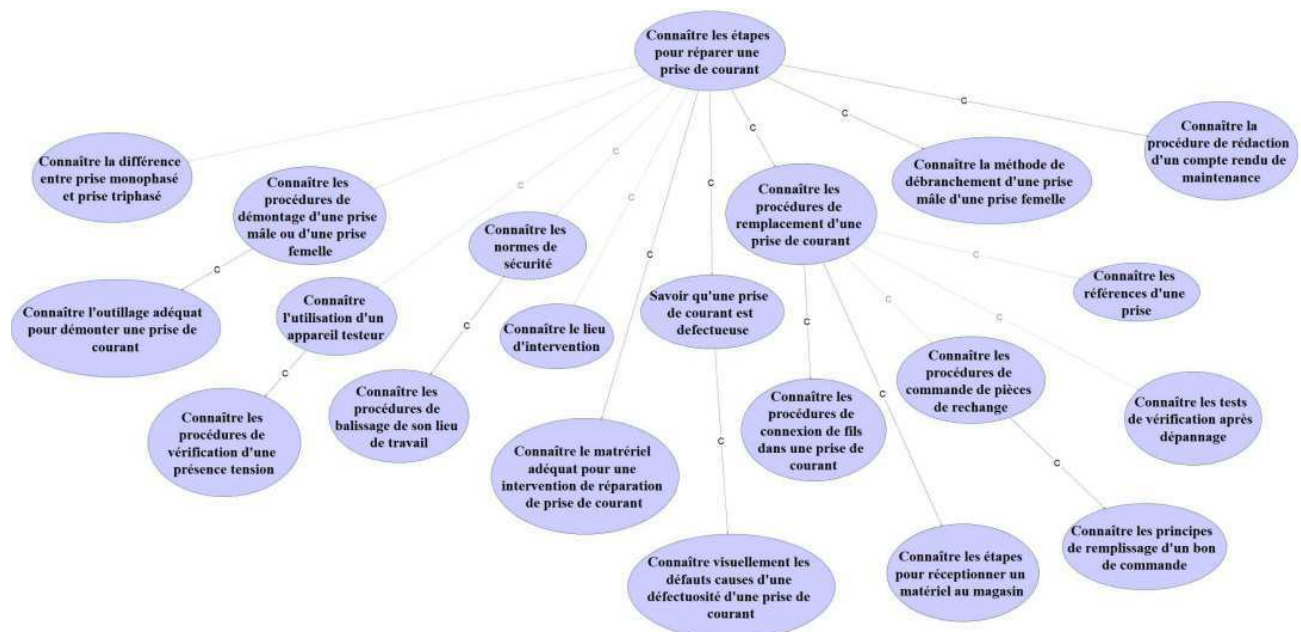 Connaître les étapes
pour réparer une
prise de courant
c
c
c
c
c
c
c
c
c
Connaître la différence
entre prise monophasé
et prise triphasé
Connaître les
procédures de
démontage d'une prise
mâle ou d'une prise
femelle
Connaître les
normes de
sécurité
Connaître les
procédures de
remplacement d'une
prise de courant
Connaître la méthode de
débranchement d'une prise
mâle d'une prise femelle
Connaître la
procédure de rédaction
d'un compte rendu de
maintenance
c
c
c
c
c
c
c
c
c
c
Connaître l'outillage adéquat
pour démonter une prise de
courant
Connaître
l'utilisation d'un
appareil testeur
Connaître le lieu
d'intervention
Savoir qu'une prise
de courant est
defectueuse
Connaître les
références d'une
prise
Connaître les
procédures de
vérification d'une
présence tension
Connaître les
procédures de
balissage de son lieu
de travail
Connaître le matrériel
adéquat pour une
intervention de réparation
de prise de courant
Connaître les
procédures de
connexion de fils
dans une prise de
courant
Connaître les
procédures de
commande de pièces
de rechange
Connaître les tests
de vérification après
dépannage
Connaître visuellement les
défauts causes d'une
défectuosité d'une prise de
courant
Connaître les étapes
pour réceptionner un
matériel au magasin
Connaître les principes
de remplissage d'un bon
de commande